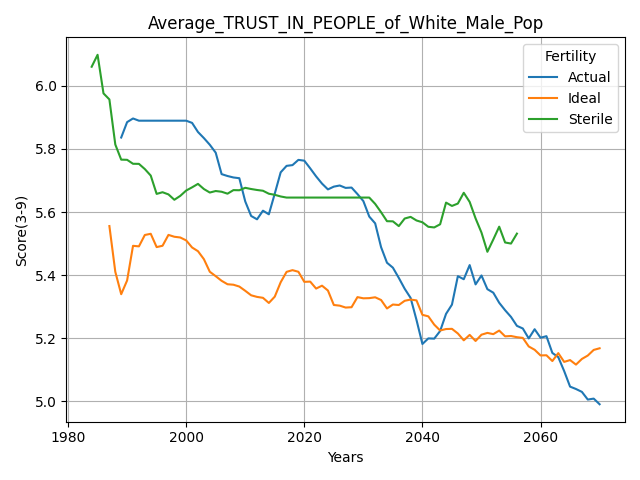 Average_TRUST_IN_PEOPLE_of_White_Male_Pop
Fertility
Actual
Ideal
Sterile
Score(3-9)
6.0
5.8
5.6
5.4
5.2
5.0
1980 2000 2020 2040 2060
Years